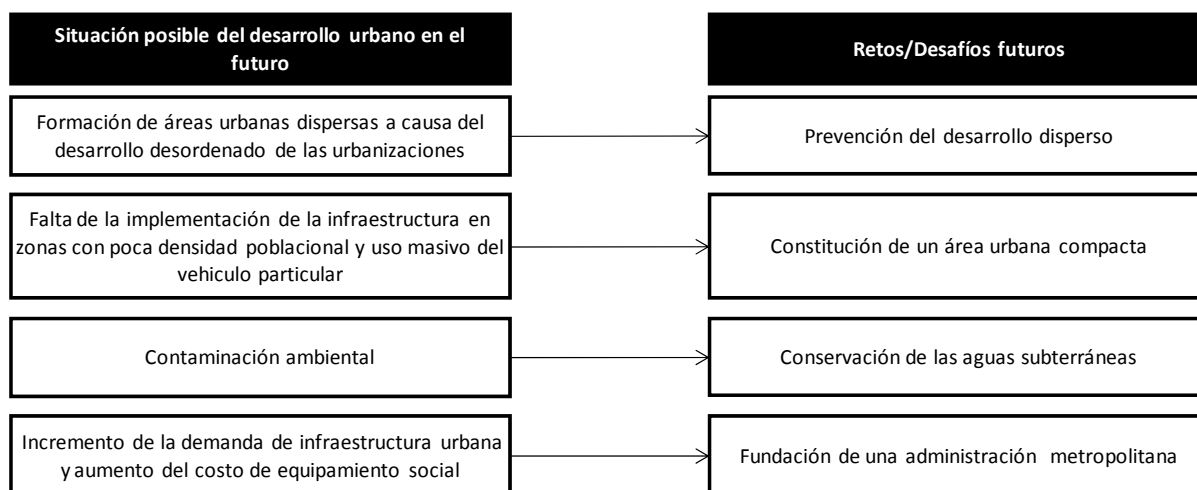 Situación posible del desarrollo urbano en el
futuro
Retos/Desafíos futuros
Formación de áreas urbanas dispersas a causa del
desarrollo desordenado de las urbanizaciones
Prevención del desarrollo disperso
Falta de la implementación de la infraestructura en
zonas con poca densidad poblacional y uso masivo del
vehiculo particular
Constitución de un área urbana compacta
Contaminación ambiental
Conservación de las aguas subterráneas
Incremento de la demanda de infraestructura urbana
y aumento del costo de equipamiento social
Fundación de una administración metropolitana